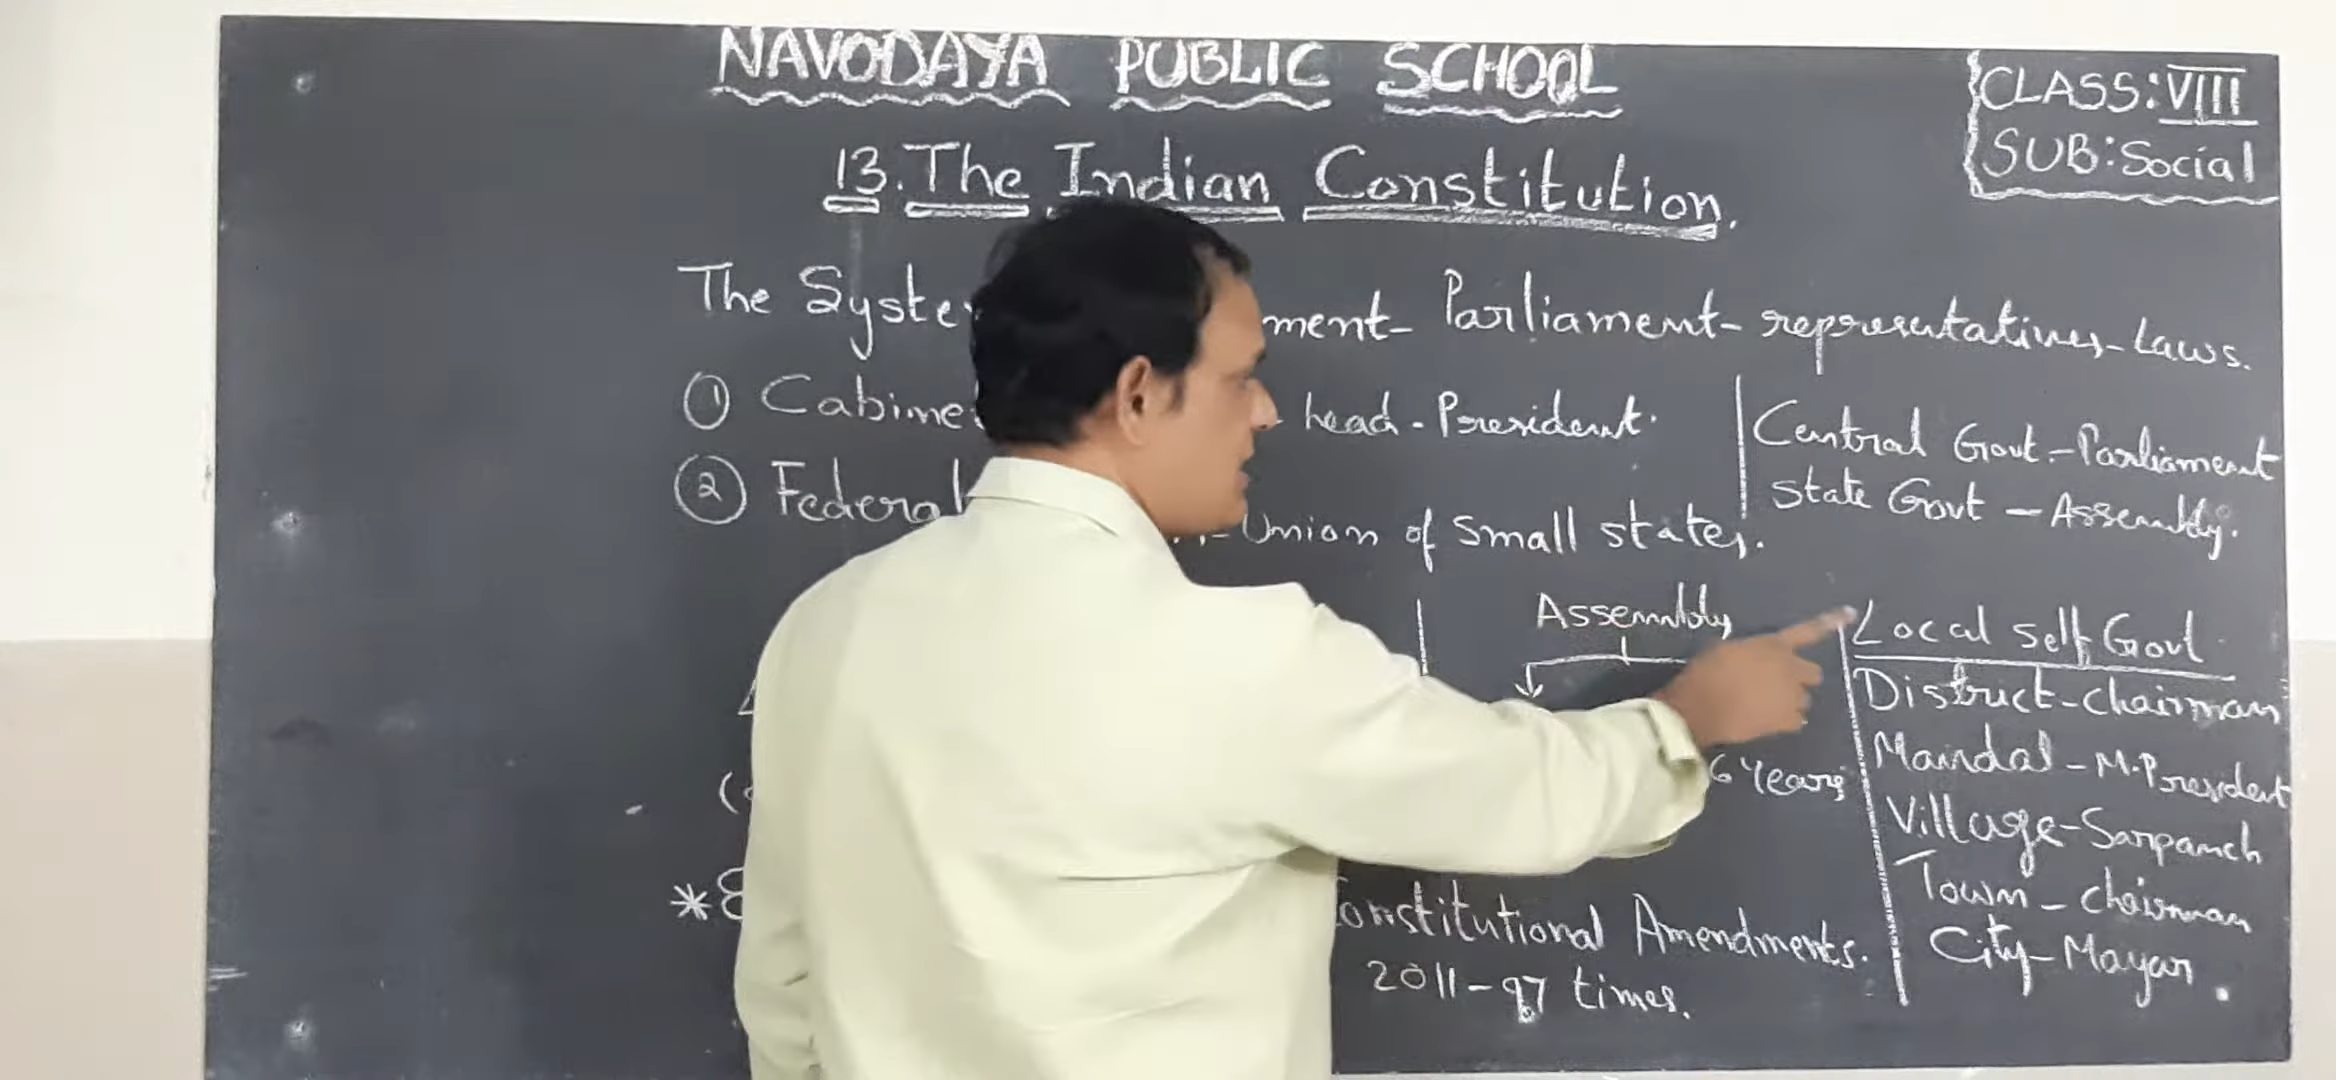 NAVODAYA PUBLIC SCHOOL
CLASS: VIII
SUB: Social
13. The Indian Constitution.
The Syste ment- Parliament- representatives- Laws.
① Cabine head - President.
Central Govt.- Parliament
State Govt - Assembly.
② Federal - Union of Small states.
Assembly
6 Years
Local Self Govt.
District - Chairman
Mandal - M.President
Village - Sarpanch
Town - Chairman
City - Mayar.
* onstitutional Amendments.
2011 - 97 times.